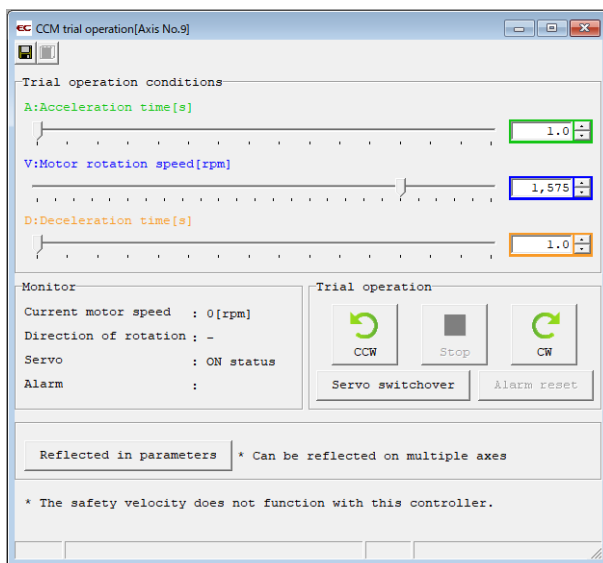 EC CCM trial operation[Axis No.9]
Trial operation conditions
A:Acceleration time[s]
1.0
V:Motor rotation speed[rpm]
1,575
D:Deceleration time[s]
1.0
Monitor
Current motor speed : 0[rpm]
Direction of rotation : -
Servo : ON status
Alarm :
Trial operation
CCW
Stop
CW
Servo switchover
Alarm reset
Reflected in parameters
* Can be reflected on multiple axes
* The safety velocity does not function with this controller.